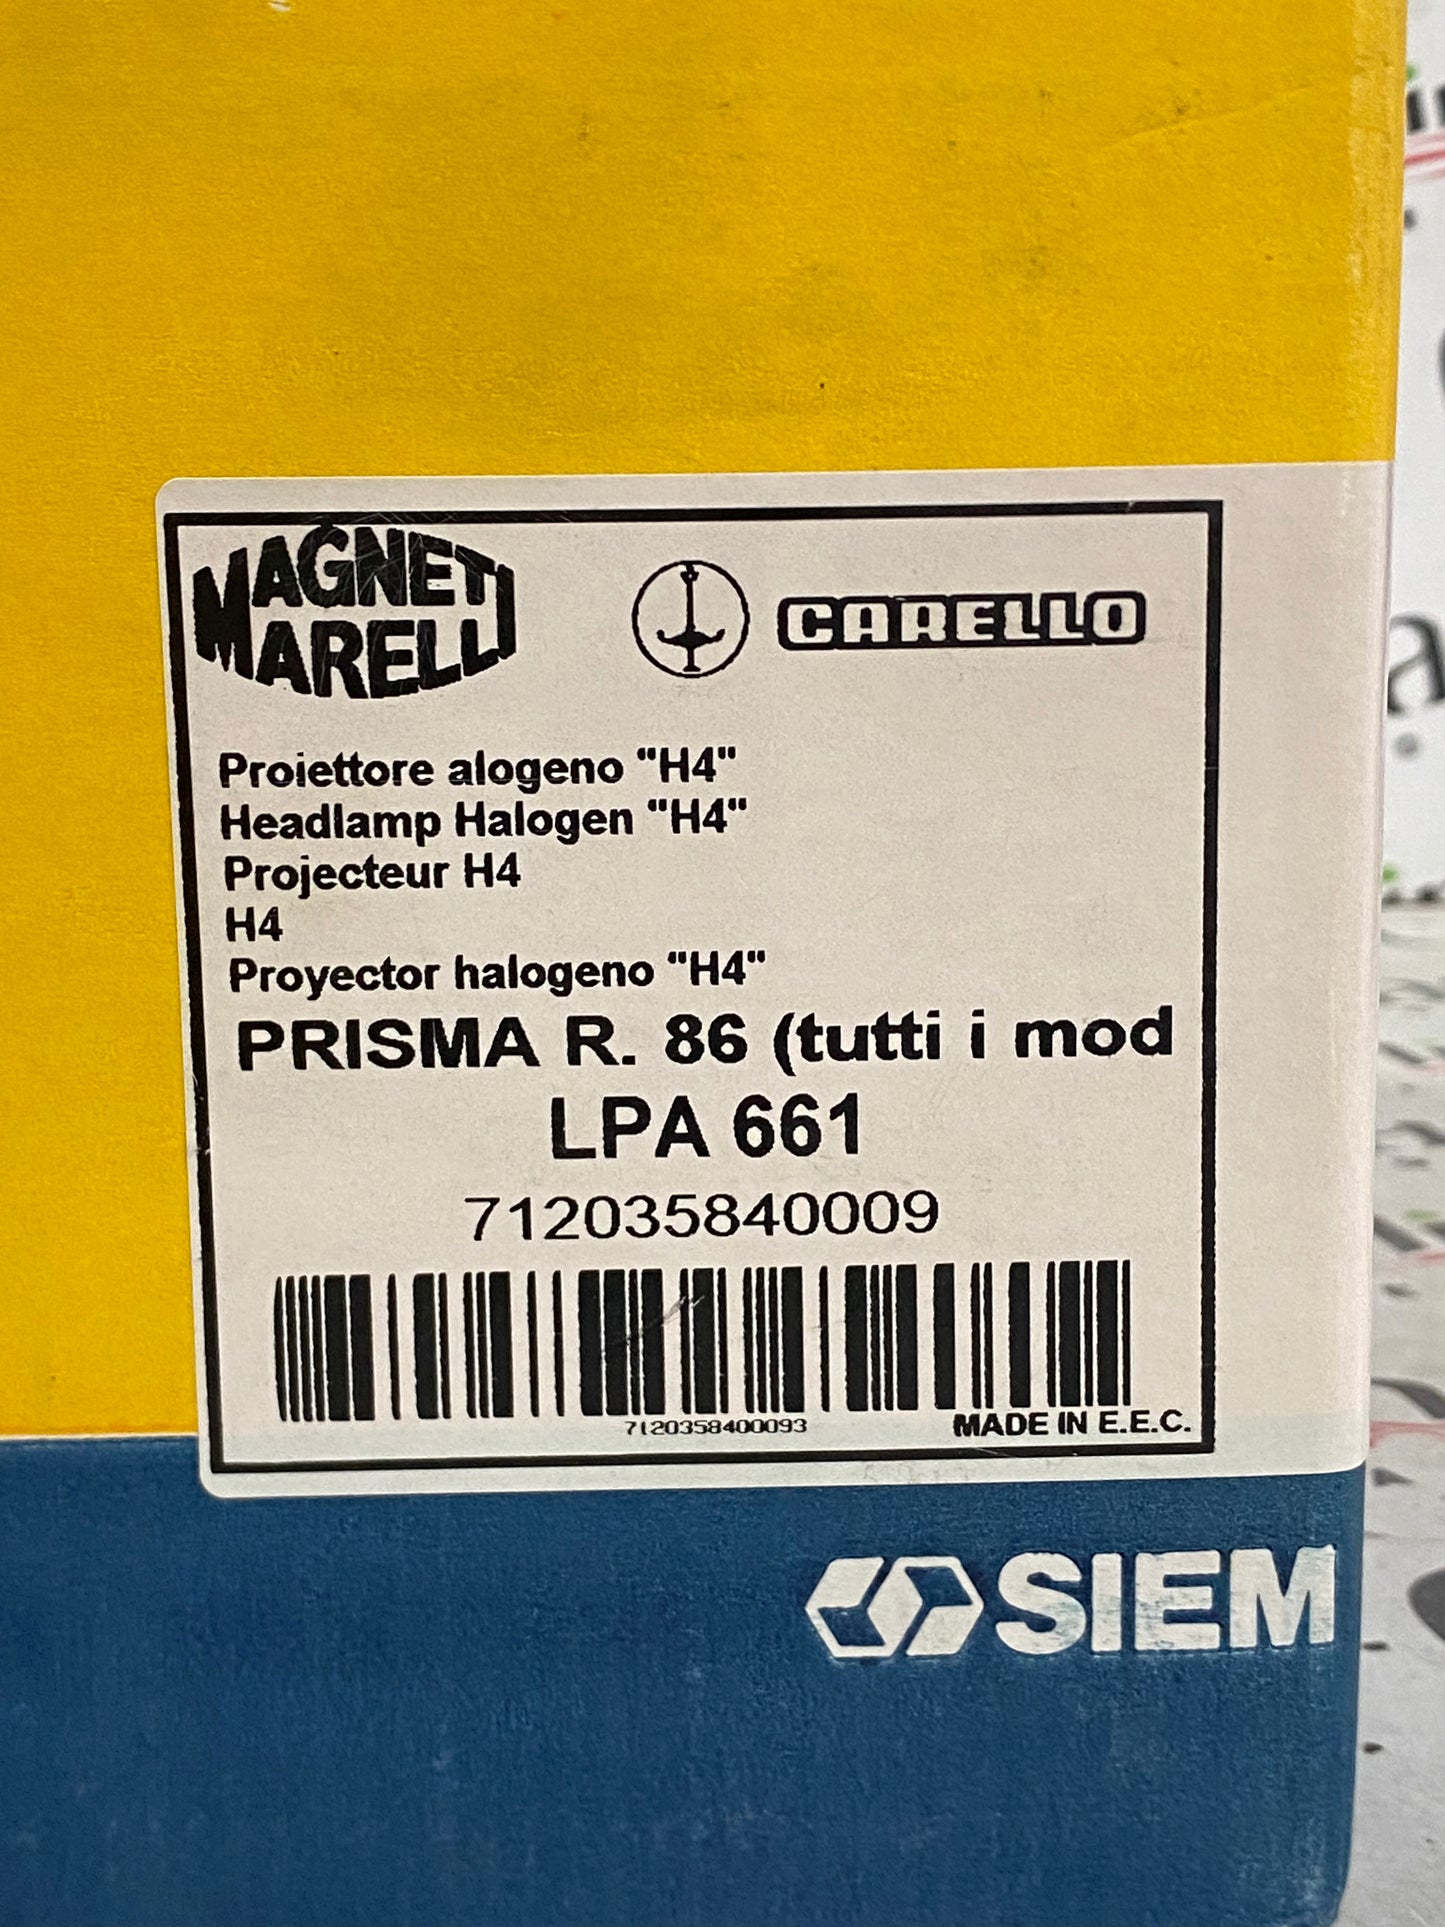 MAGNETI
MARELLI
CARELLO
Proiettore alogeno "H4"
Headlamp Halogen "H4"
Projecteur H4
H4
Proyector halogeno "H4"
PRISMA R. 86 (tutti i mod
LPA 661
712035840009
7120358400093
MADE IN E.E.C.
SIEM